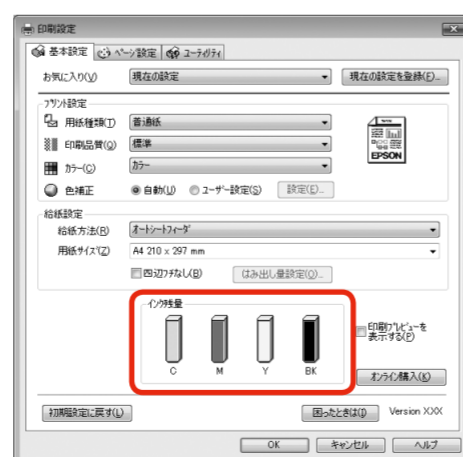 印刷設定
基本設定 ページ設定 ユーティリティ
お気に入り(V) 現在の設定 現在の設定を登録(F)...
プリント設定
用紙種類(T) 普通紙
印刷品質(Q) 標準
カラー(C) カラー
EPSON
色補正 自動(U) ユーザー設定(S) 設定(E)...
給紙設定
給紙方法(R) オートシートフィーダ
用紙サイズ(Z) A4 210 x 297 mm
四辺フチなし(B) はみ出し量設定(O)...
インク残量
印刷プレビューを
表示する(P)
C M Y BK
オンライン購入(K)
初期設定に戻す(L) 困ったときは(I) Version X.XX
OK キャンセル ヘルプ